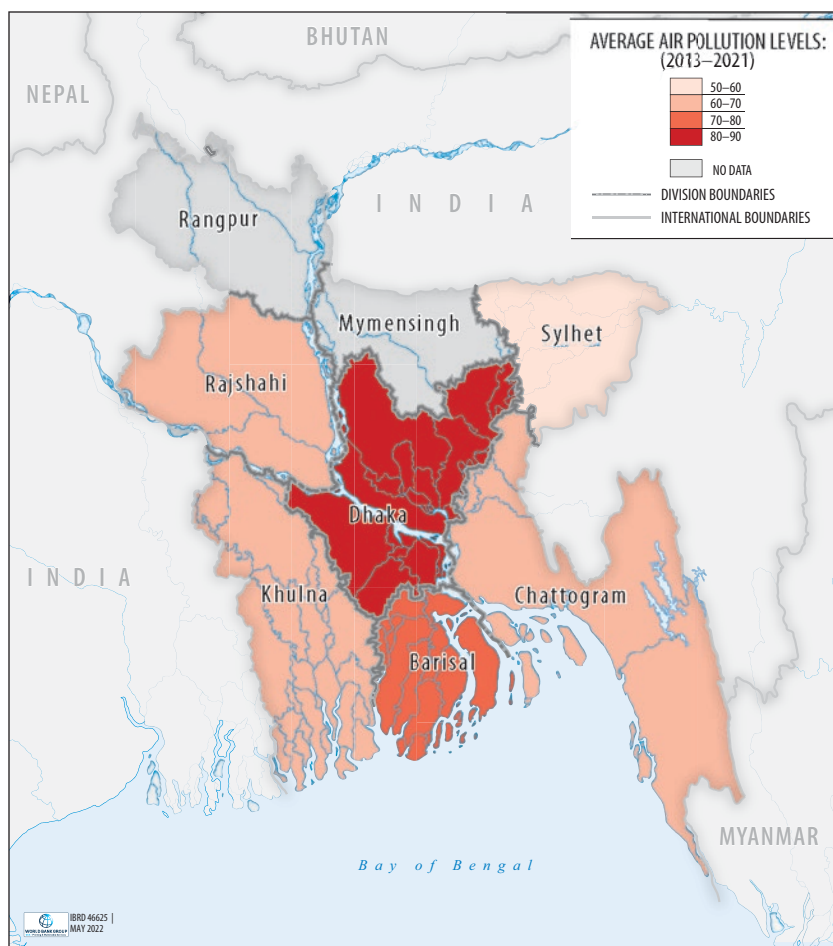 BHUTAN
NEPAL
AVERAGE AIR POLLUTION LEVELS:
(2013–2021)
50–60
60–70
70–80
80–90
NO DATA
DIVISION BOUNDARIES
INTERNATIONAL BOUNDARIES
INDIA
Rangpur
Mymensingh
Sylhet
Rajshahi
Dhaka
INDIA
Khulna
Chattogram
Barisal
MYANMAR
Bay of Bengal
WORLD BANK GROUP
IBRD 46625 |
MAY 2022